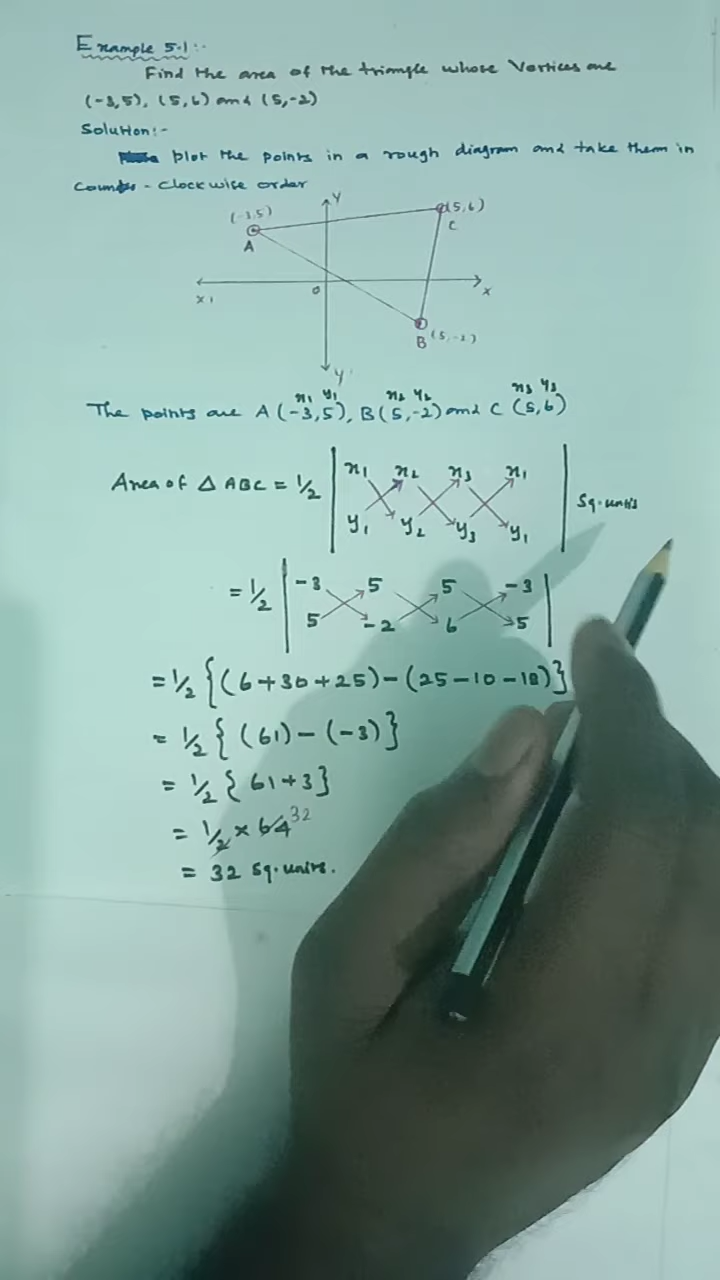 Example 5.1:-
Find the area of the triangle whose Vertices are
(-3,5), (5,6) and (5,-2)
Solution:-
plot the points in a rough diagram and take them in
Counter-clockwise order
Y
(-3,5)
(5,6)
A
C
O
X1
X
B (5,-2)
Y'
x1 y1 x2 y2 x3 y3
The points are A(-3,5), B(5,-2) and C (5,6)
Area of Δ ABC = 1/2 | x1 x2 x3 x1
y1 y2 y3 y1 | Sq.units
= 1/2 | -3 5 5 -3
5 -2 6 5 |
= 1/2 {(6+30+25)-(25-10-18)}
= 1/2 {(61)-(-3)}
= 1/2 {61+3}
= 1/2 × 64 32
= 32 Sq.units.